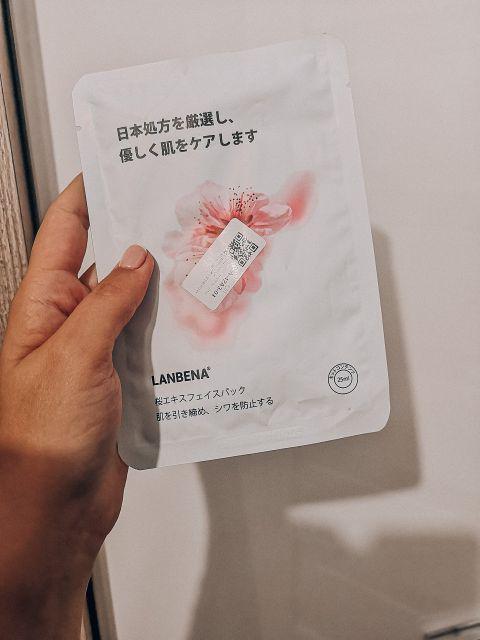 日本処方を厳選し、
優しく肌をケアします
LANBENA®
桜エキスフェイスパック
肌を引き締め、シワを防止する
25ml